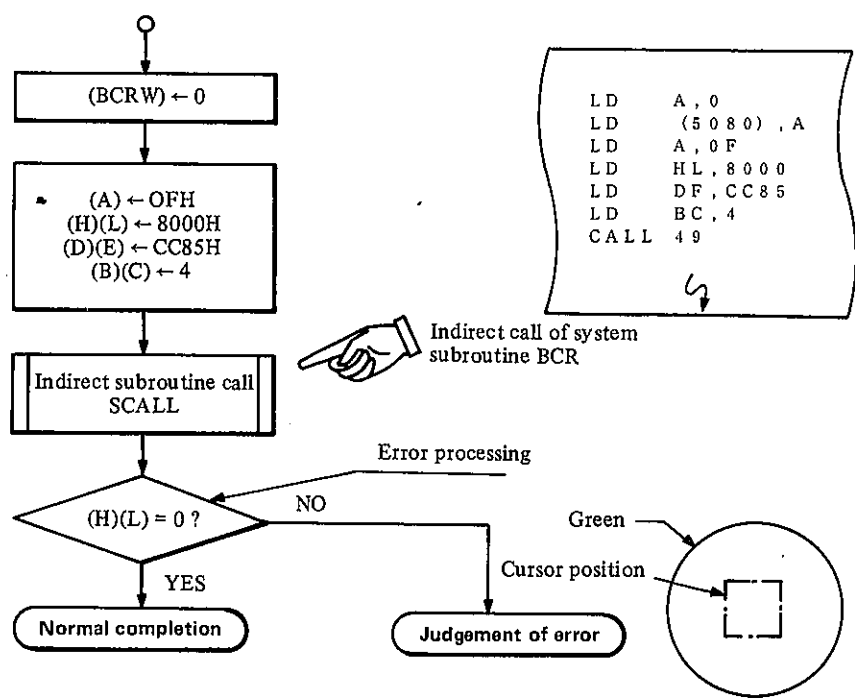 (BCRW) ← 0
(A) ← OFH
(H)(L) ← 8000H
(D)(E) ← CC85H
(B)(C) ← 4
Indirect subroutine call
SCALL
(H)(L) = 0 ?
YES
NO
Normal completion
Error processing
Judgement of error
Indirect call of system
subroutine BCR
LD A,0
LD (5080),A
LD A,0F
LD HL,8000
LD DF,CC85
LD BC,4
CALL 49
Green
Cursor position